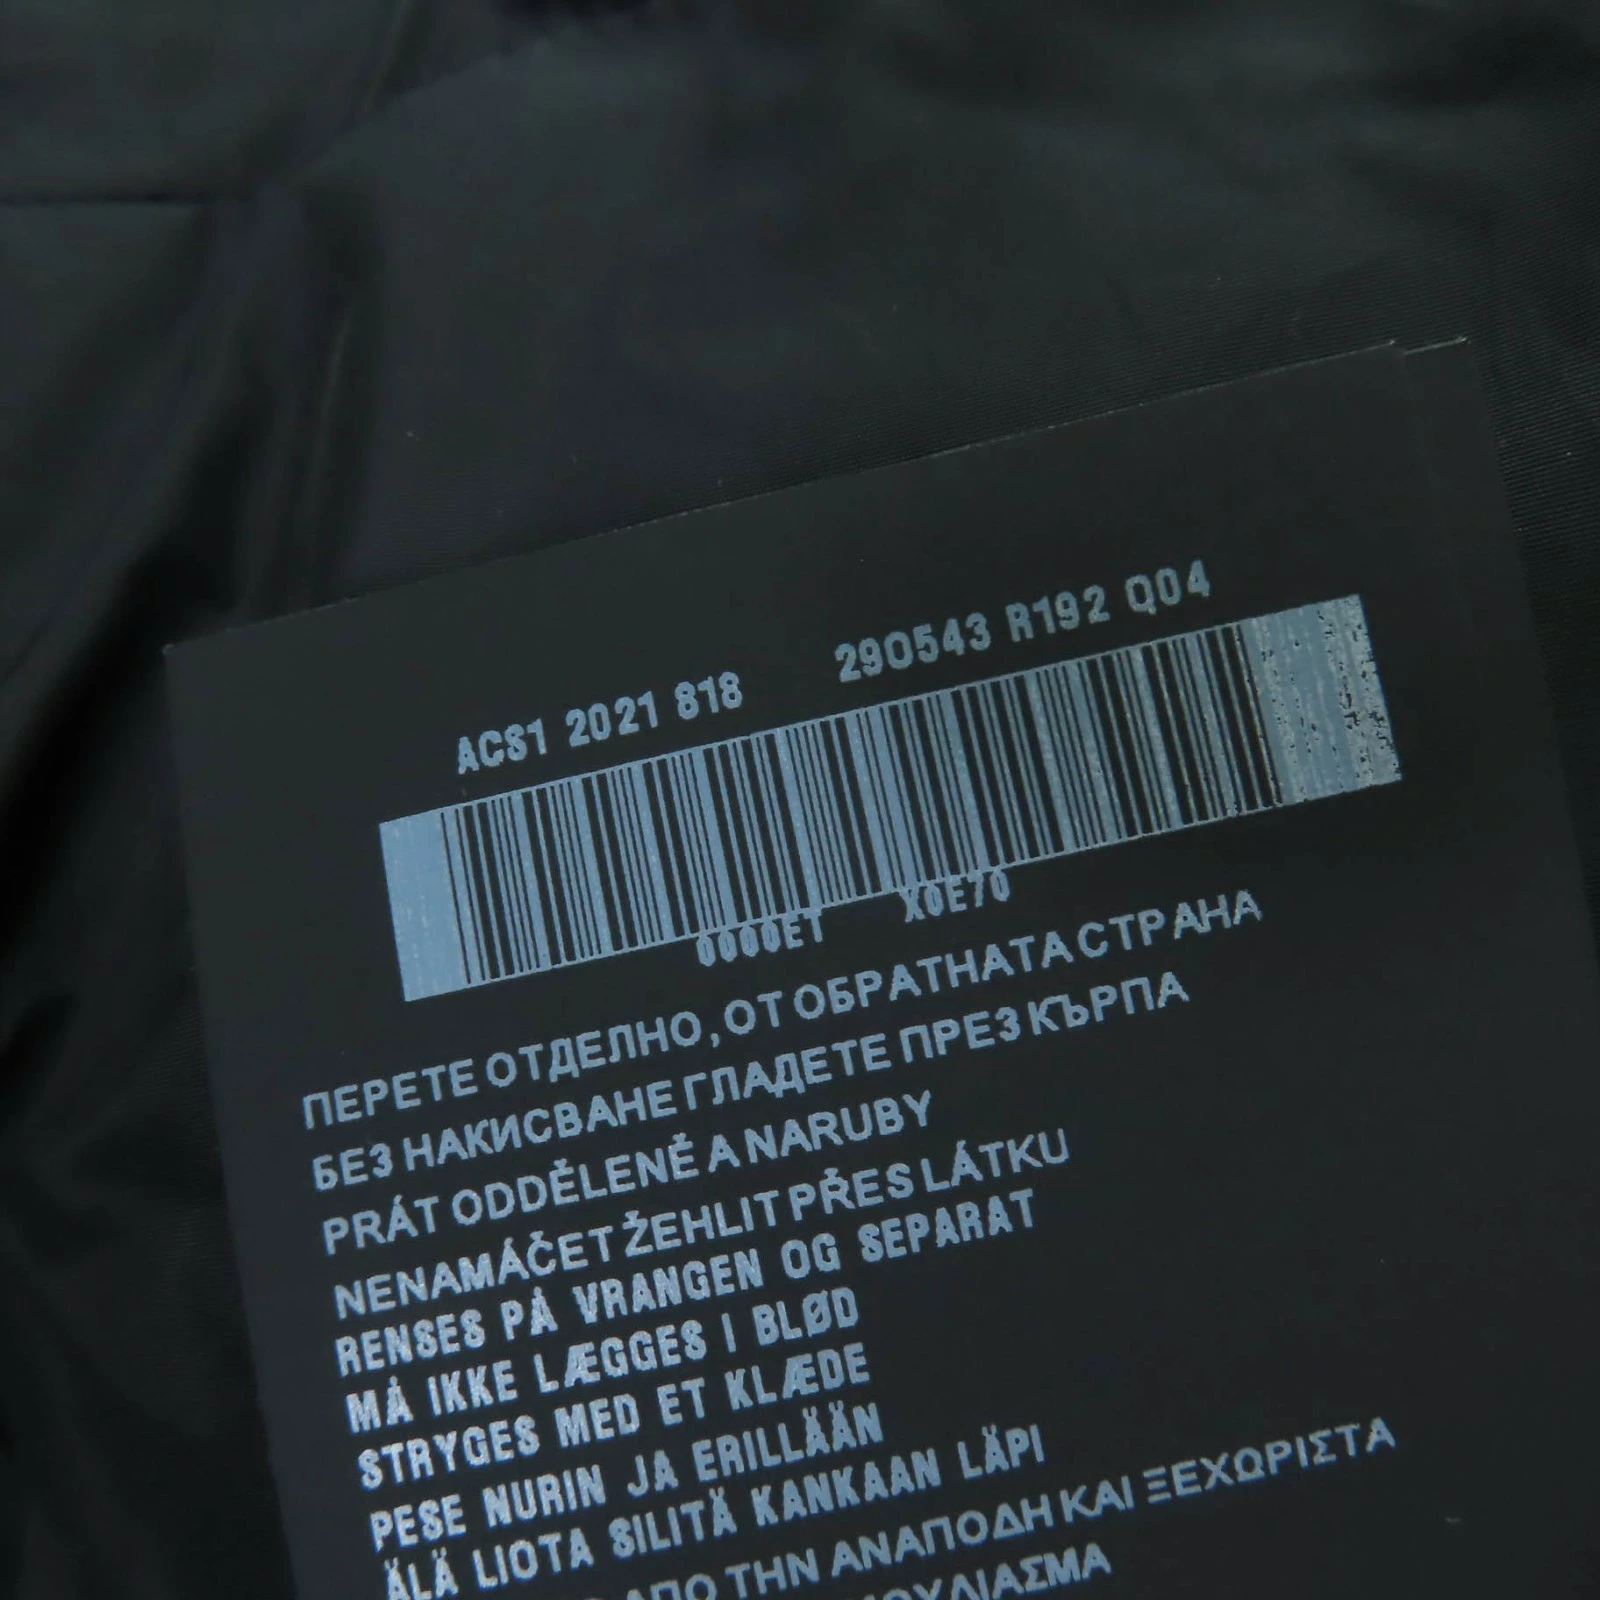 ACS1 2021 818 290543 R192 Q04
0000ET X0E70
ПЕРЕТЕ ОТДЕЛНО, ОТ ОБРАТНАТА СТРАНА
БЕЗ НАКИСВАНЕ ГЛАДЕТЕ ПРЕЗ КЪРПА
PRÁT ODDĚLENĚ A NARUBY
NENAMÁČET ŽEHLIT PŘES LÁTKU
RENSES PÅ VRANGEN OG SEPARAT
MÅ IKKE LÆGGES I BLØD
STRYGES MED ET KLÆDE
PESE NURIN JA ERILLÄÄN
ÄLÄ LIOTA SILITÄ KANKAAN LÄPI
ΑΠΟ ΤΗΝ ΑΝΑΠΟΔΗ ΚΑΙ ΞΕΧΩΡΙΣΤΑ